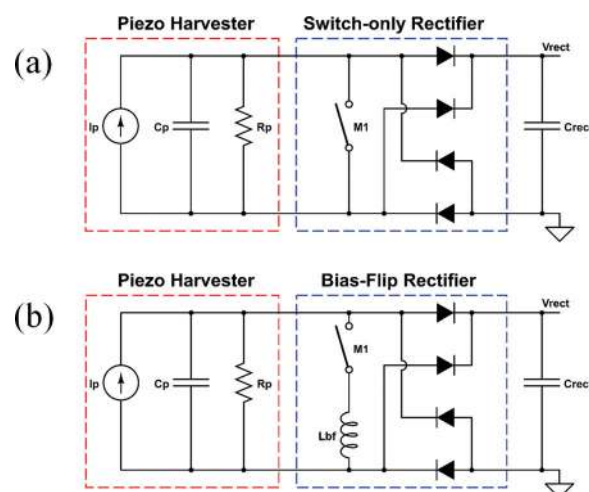 Piezo Harvester Switch-only Rectifier
(a)
Vrect
Ip Cp Rp M1 Crec
Piezo Harvester Bias-Flip Rectifier
(b)
Vrect
M1
Ip Cp Rp Crec
Lbf